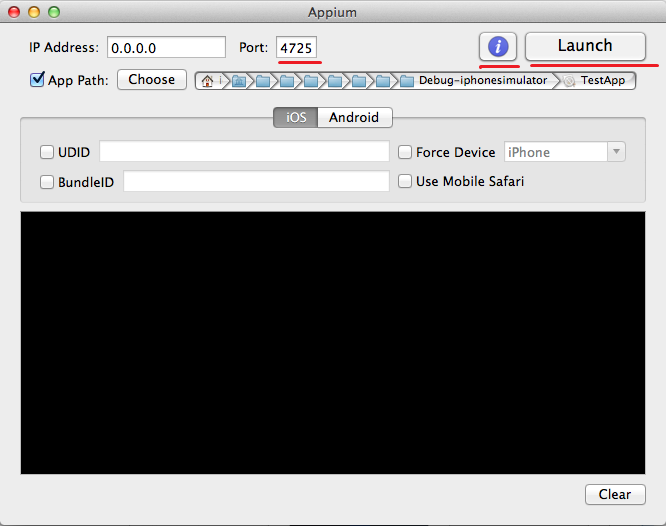 Appium
IP Address: 0.0.0.0 Port: 4725 Launch
App Path: Choose Debug-iphonesimulator TestApp
iOS Android
UDID Force Device iPhone
BundleID Use Mobile Safari
Clear